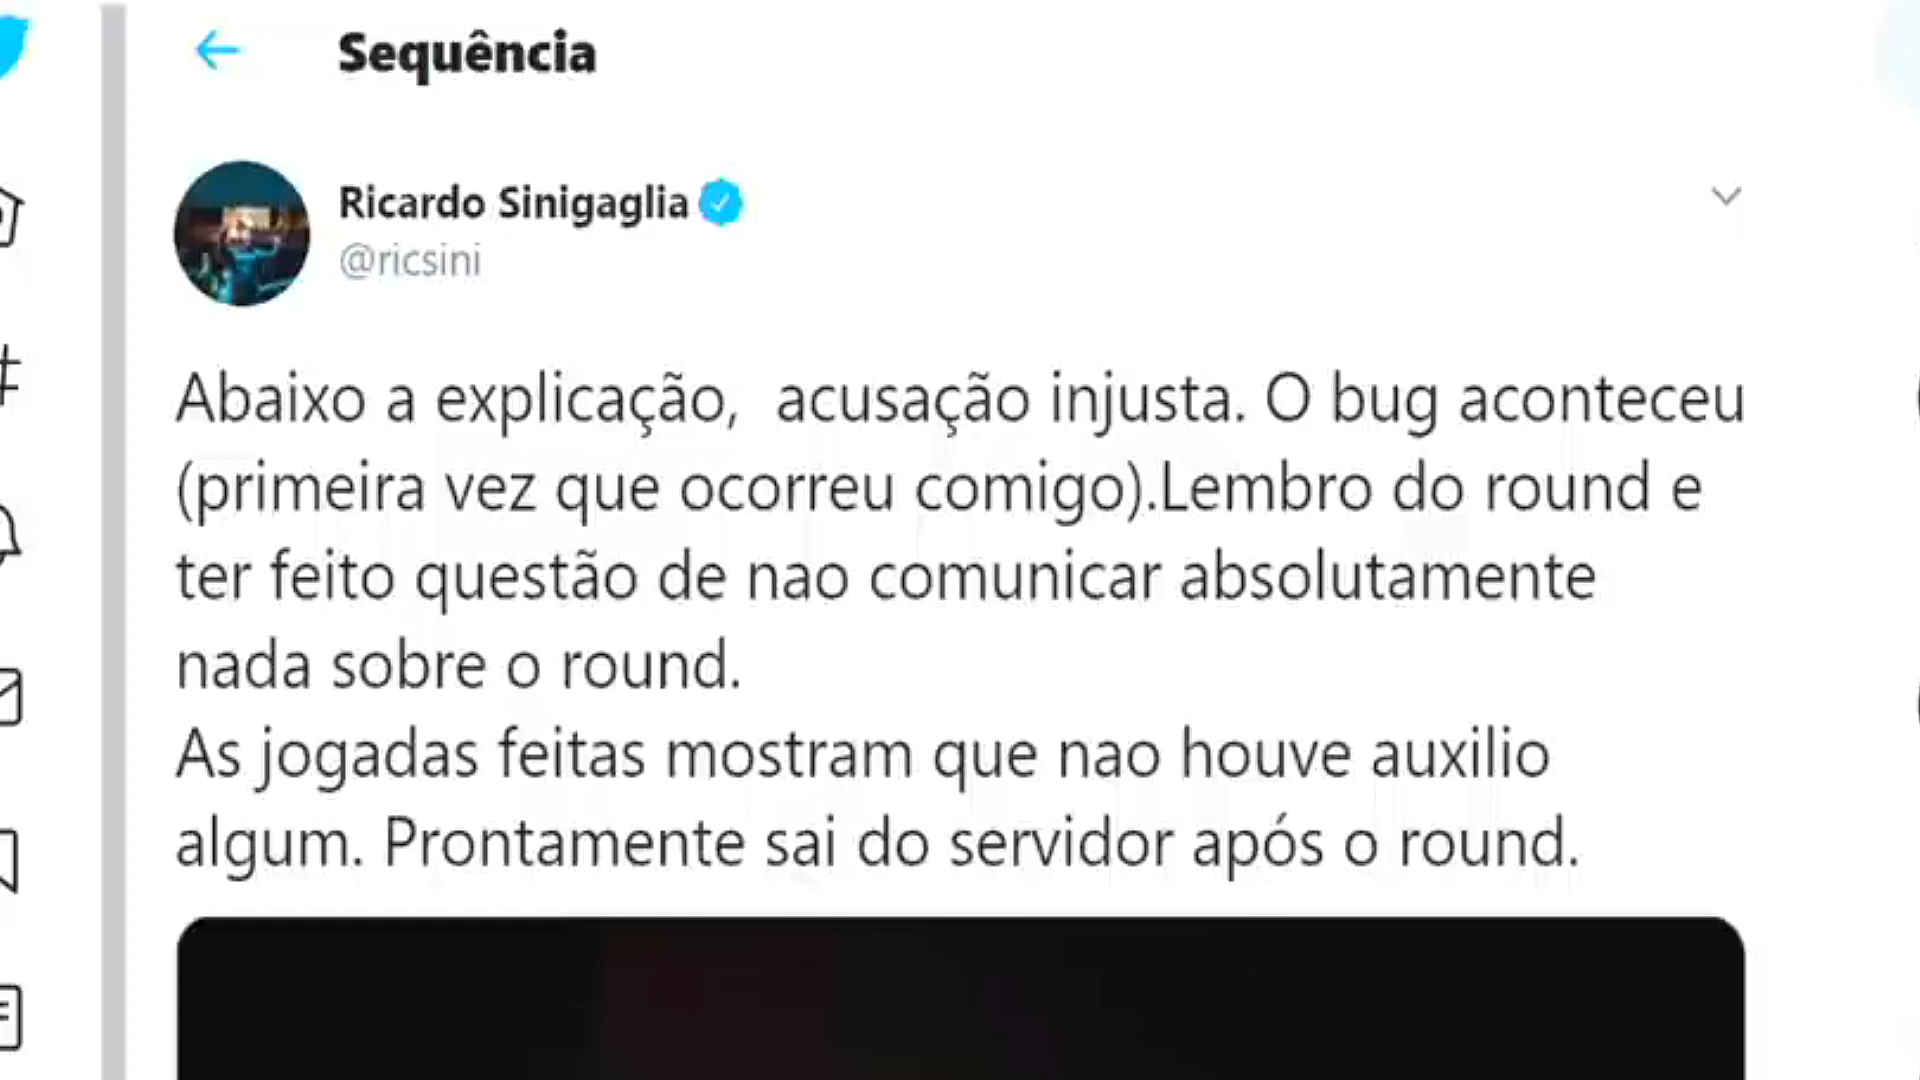 Sequência
Ricardo Sinigaglia
@ricsini
Abaixo a explicação,  acusação injusta. O bug aconteceu
(primeira vez que ocorreu comigo).Lembro do round e
ter feito questão de nao comunicar absolutamente
nada sobre o round.
As jogadas feitas mostram que nao houve auxilio
algum. Prontamente sai do servidor após o round.